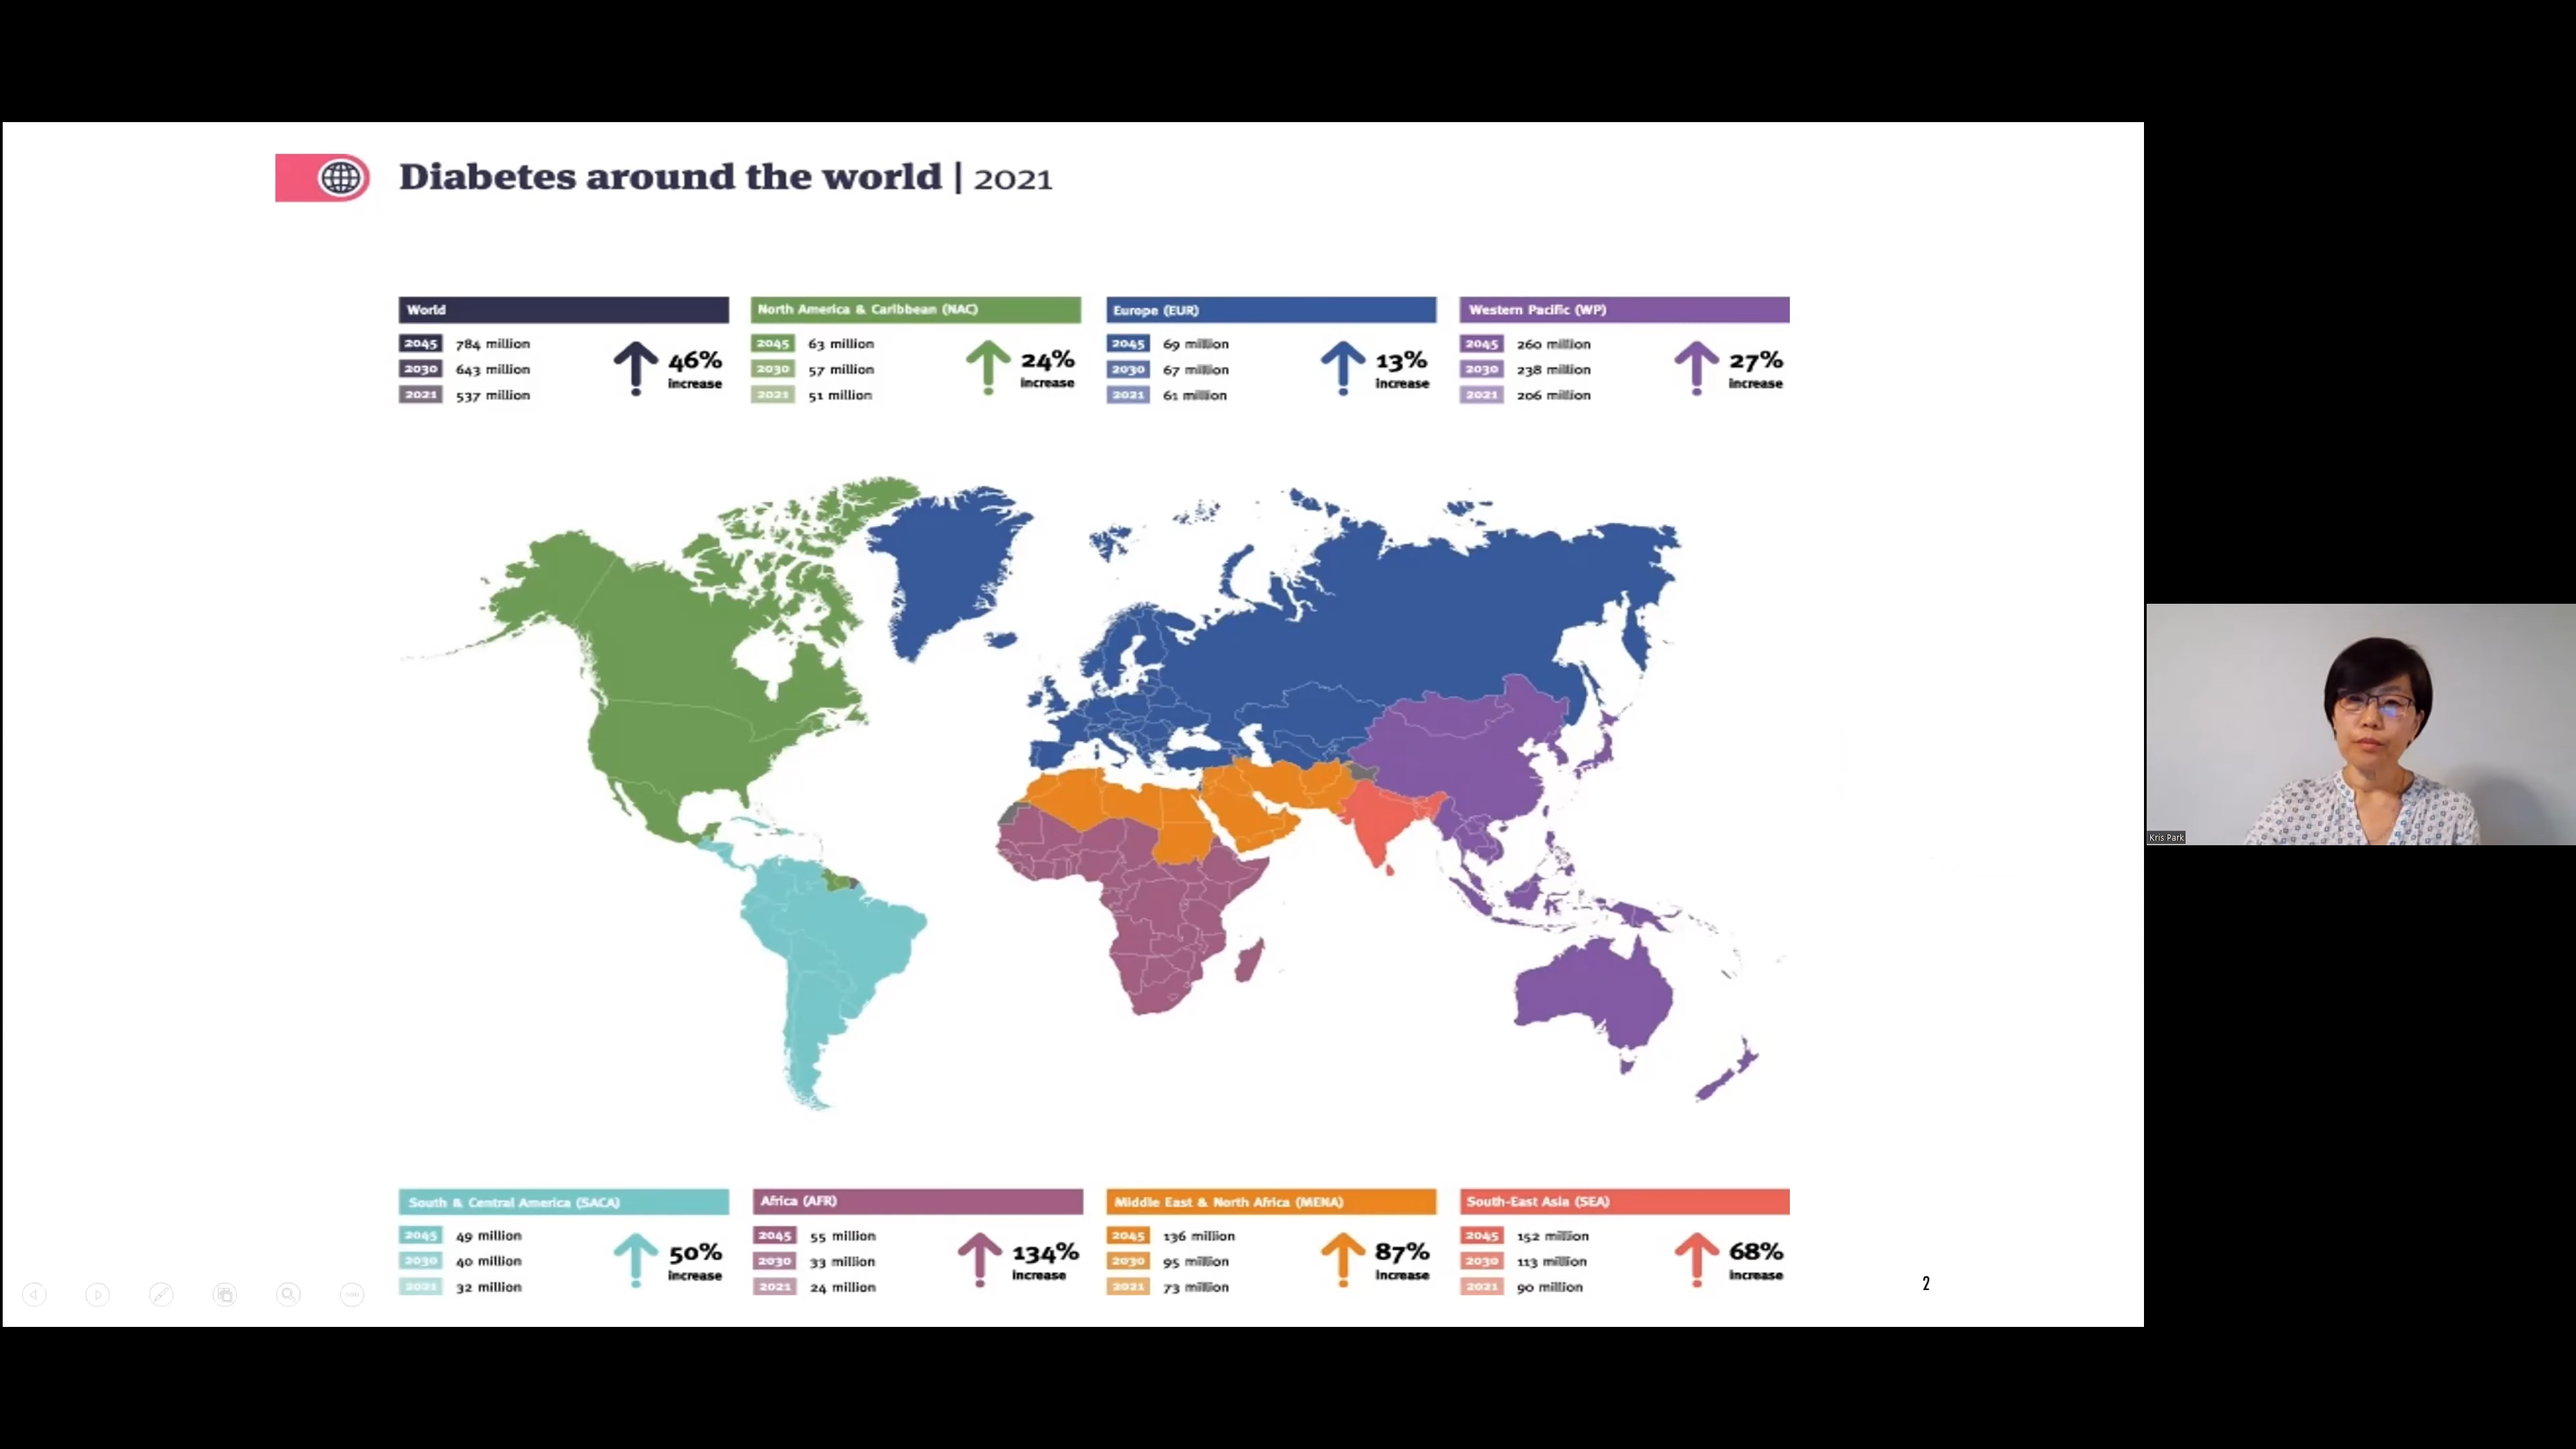 Diabetes around the world | 2021
World
2045 784 million
2030 643 million
2021 537 million
46%
increase
North America & Caribbean (NAC)
2045 63 million
2030 57 million
2021 51 million
24%
increase
Europe (EUR)
2045 69 million
2030 67 million
2021 61 million
13%
increase
Western Pacific (WP)
2045 260 million
2030 238 million
2021 206 million
27%
increase
Kris Park
South & Central America (SACA)
2045 49 million
2030 40 million
2021 32 million
50%
increase
Africa (AFR)
2045 55 million
2030 33 million
2021 24 million
134%
increase
Middle East & North Africa (MENA)
2045 136 million
2030 95 million
2021 73 million
87%
increase
South-East Asia (SEA)
2045 152 million
2030 113 million
2021 90 million
68%
increase
2